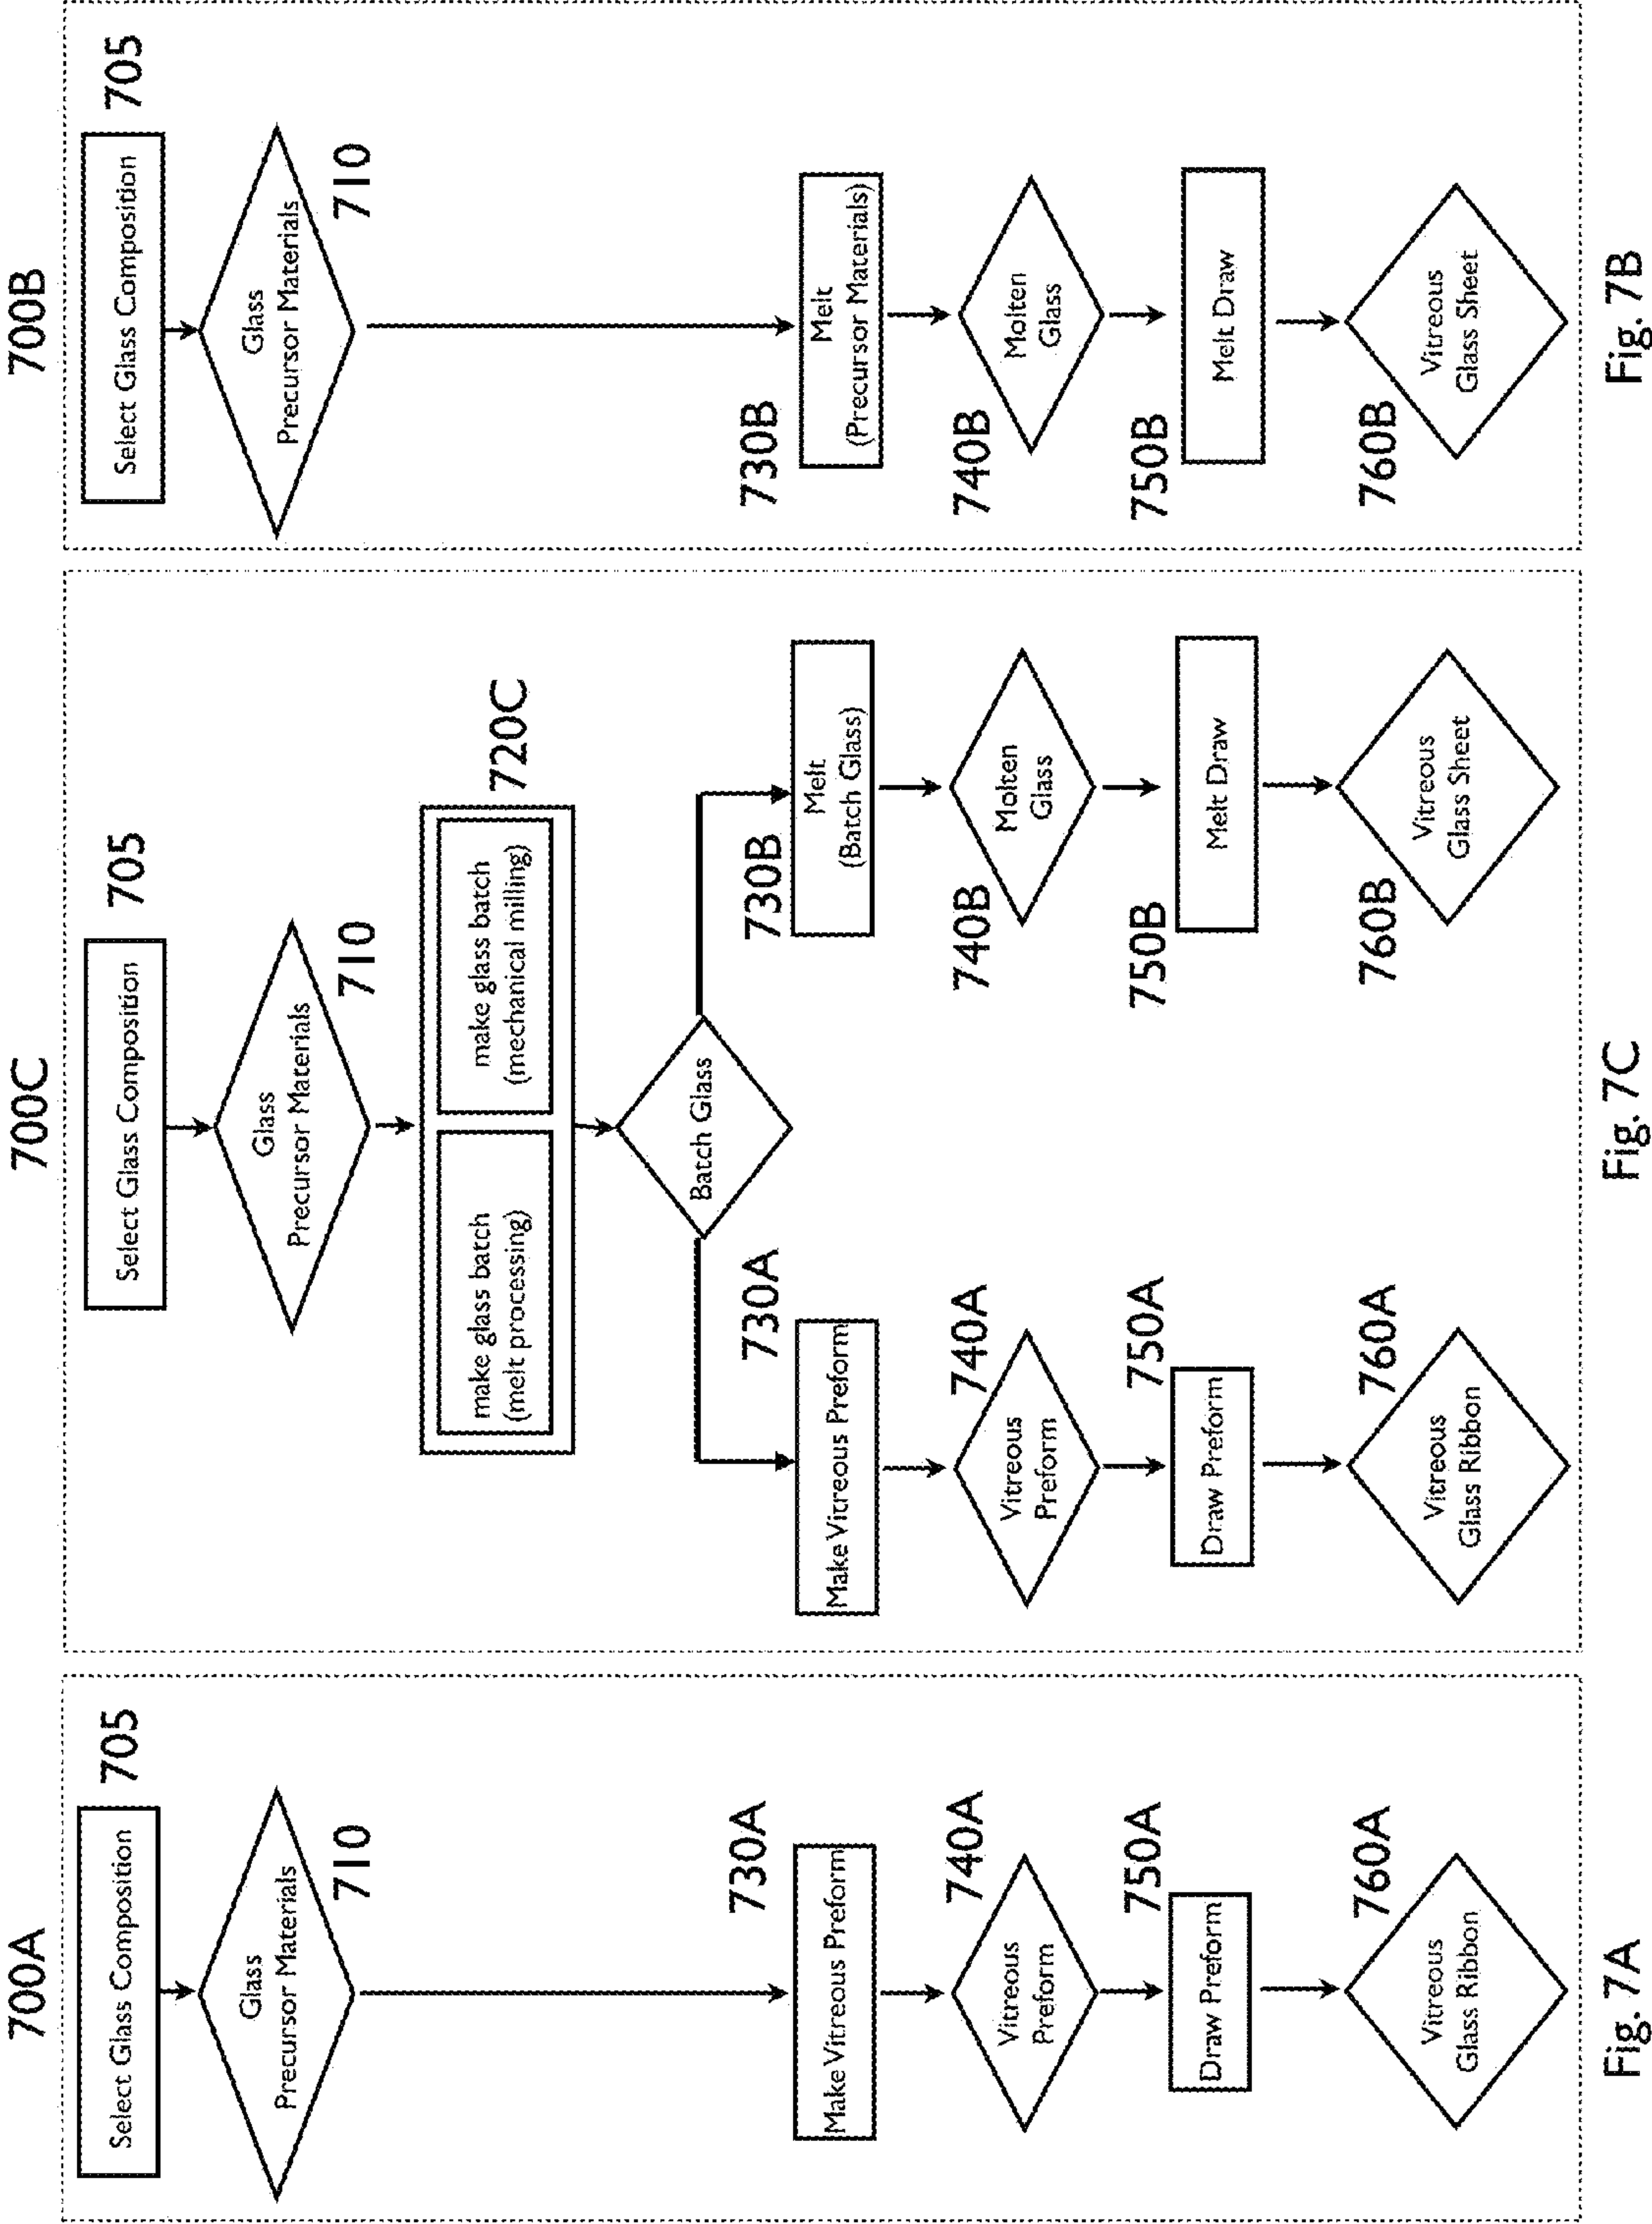 700A
Select Glass Composition
705
Glass
Precursor Materials
710
730A
Make Vitreous Preform
740A
Vitreous
Preform
750A
Draw Preform
760A
Vitreous
Glass Ribbon
Fig. 7A
700C
Select Glass Composition
705
Glass
Precursor Materials
710
make glass batch
(melt processing)
make glass batch
(mechanical milling)
720C
Batch Glass
730A
Make Vitreous Preform
740A
Vitreous
Preform
750A
Draw Preform
760A
Vitreous
Glass Ribbon
730B
Melt
(Batch Glass)
740B
Molten
Glass
750B
Melt Draw
760B
Vitreous
Glass Sheet
Fig. 7C
700B
Select Glass Composition
705
Glass
Precursor Materials
710
730B
Melt
(Precursor Materials)
740B
Molten
Glass
750B
Melt Draw
760B
Vitreous
Glass Sheet
Fig. 7B